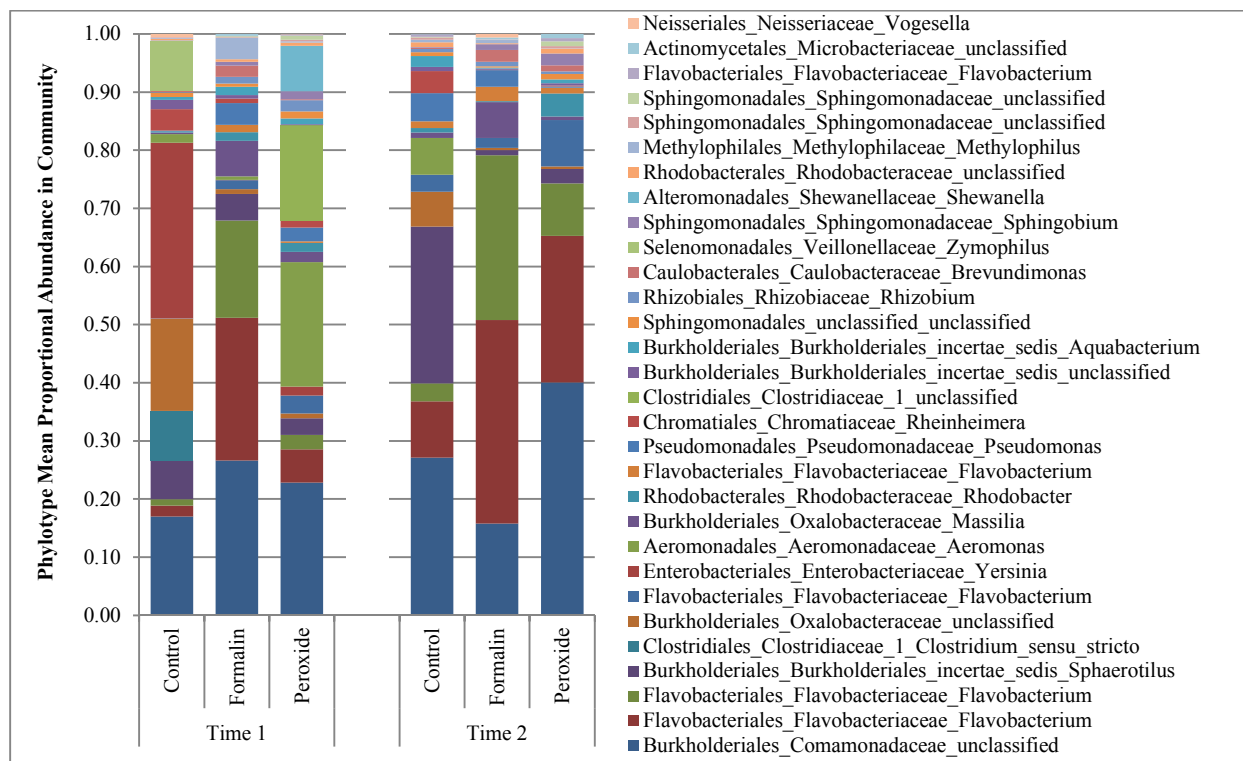 Phylotype Mean Proportional Abundance in Community
1.00
0.90
0.80
0.70
0.60
0.50
0.40
0.30
0.20
0.10
0.00
Control
Formalin
Peroxide
Control
Formalin
Peroxide
Time 1
Time 2
Neisseriales_Neisseriaceae_Vogesella
Actinomycetales_Microbacteriaceae_unclassified
Flavobacteriales_Flavobacteriaceae_Flavobacterium
Sphingomonadales_Sphingomonadaceae_unclassified
Sphingomonadales_Sphingomonadaceae_unclassified
Methylophilales_Methylophilaceae_Methylophilus
Rhodobacterales_Rhodobacteraceae_unclassified
Alteromonadales_Shewanellaceae_Shewanella
Sphingomonadales_Sphingomonadaceae_Sphingobium
Selenomonadales_Veillonellaceae_Zymophilus
Caulobacterales_Caulobacteraceae_Brevundimonas
Rhizobiales_Rhizobiaceae_Rhizobium
Sphingomonadales_unclassified_unclassified
Burkholderiales_Burkholderiales_incertae_sedis_Aquabacterium
Burkholderiales_Burkholderiales_incertae_sedis_unclassified
Clostridiales_Clostridiaceae_1_unclassified
Chromatiales_Chromatiaceae_Rheinheimera
Pseudomonadales_Pseudomonadaceae_Pseudomonas
Flavobacteriales_Flavobacteriaceae_Flavobacterium
Rhodobacterales_Rhodobacteraceae_Rhodobacter
Burkholderiales_Oxalobacteraceae_Massilia
Aeromonadales_Aeromonadaceae_Aeromonas
Enterobacteriales_Enterobacteriaceae_Yersinia
Flavobacteriales_Flavobacteriaceae_Flavobacterium
Burkholderiales_Oxalobacteraceae_unclassified
Clostridiales_Clostridiaceae_1_Clostridium_sensu_stricto
Burkholderiales_Burkholderiales_incertae_sedis_Sphaerotilus
Flavobacteriales_Flavobacteriaceae_Flavobacterium
Flavobacteriales_Flavobacteriaceae_Flavobacterium
Burkholderiales_Comamonadaceae_unclassified